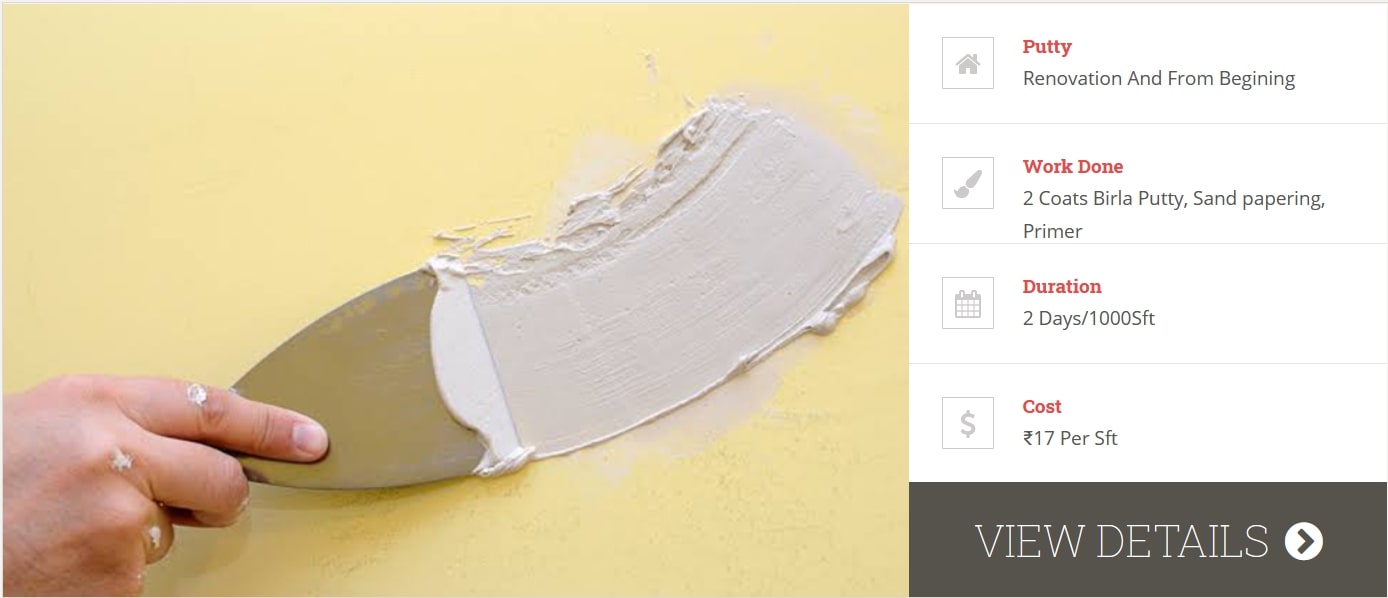 Putty
Renovation And From Begining
Work Done
2 Coats Birla Putty, Sand papering,
Primer
Duration
2 Days/1000Sft
Cost
₹17 Per Sft
VIEW DETAILS